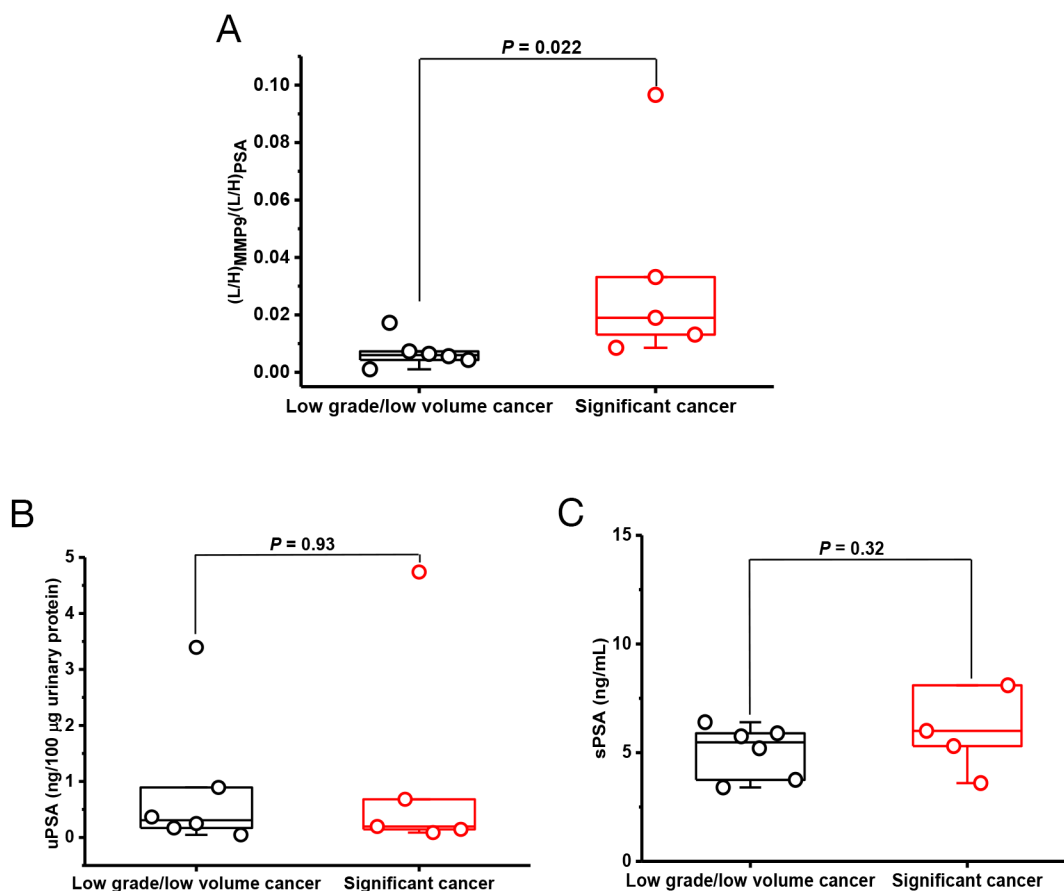 A
P = 0.022
(L/H)MMP9/(L/H)PSA
0.10
0.08
0.06
0.04
0.02
0.00
Low grade/low volume cancer
Significant cancer
B
P = 0.93
uPSA (ng/100 µg urinary protein)
5
4
3
2
1
0
Low grade/low volume cancer
Significant cancer
C
P = 0.32
sPSA (ng/mL)
15
10
5
0
Low grade/low volume cancer
Significant cancer